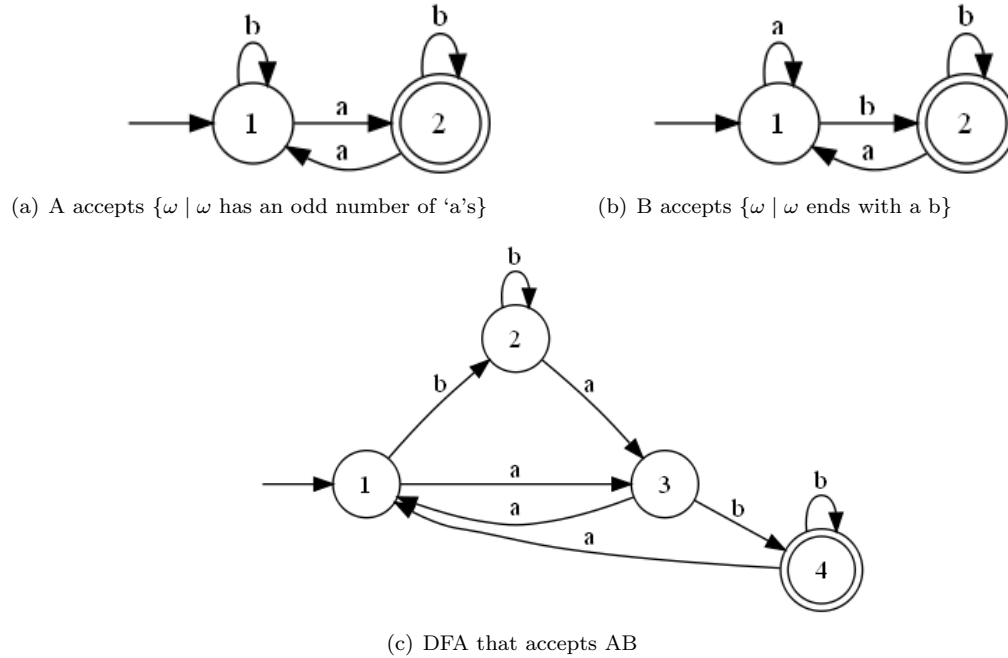 b
b
1
a
2
a
(a) A accepts {ω | ω has an odd number of ‘a’s}
a
b
1
b
2
a
(b) B accepts {ω | ω ends with a b}
b
2
b
a
1
a
3
a
b
b
a
4
(c) DFA that accepts AB